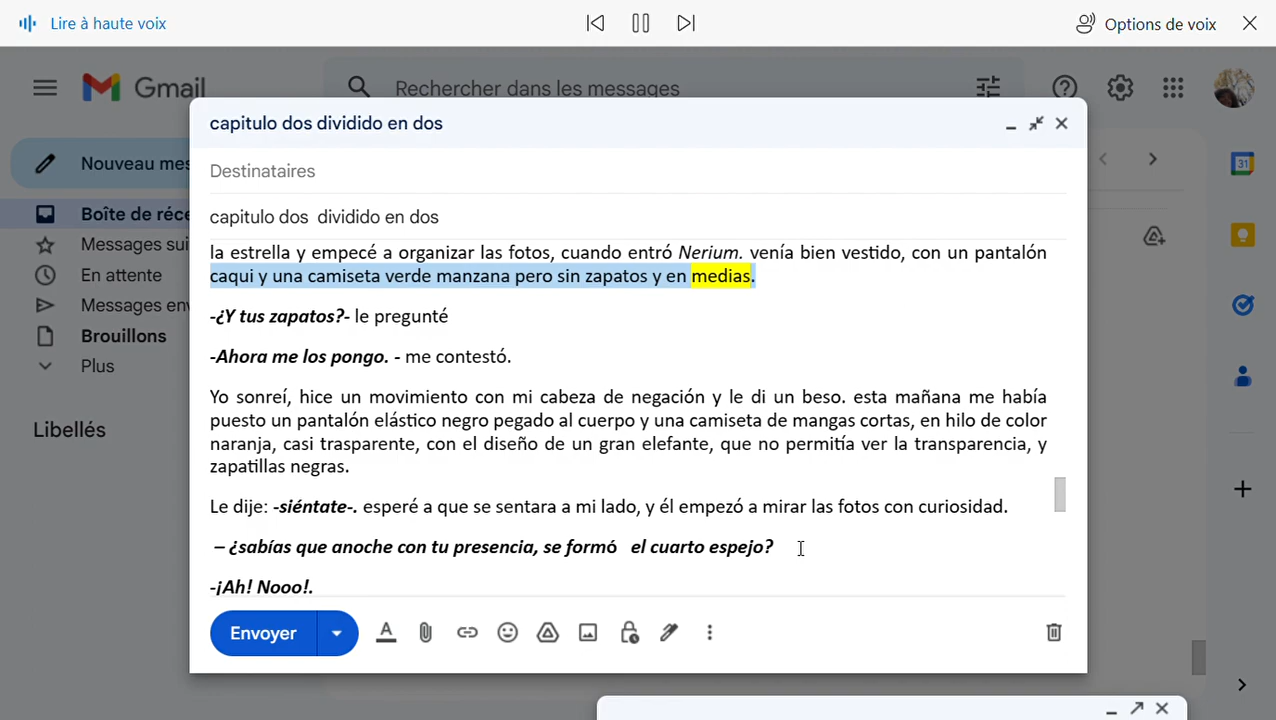 Lire à haute voix
Options de voix
Gmail
Rechercher dans les messages
capitulo dos dividido en dos
Nouveau mes
Destinataires
Boîte de réce
capitulo dos dividido en dos
Messages sui
la estrella y empecé a organizar las fotos, cuando entró Nerium. venía bien vestido, con un pantalón
En attente
caqui y una camiseta verde manzana pero sin zapatos y en medias.
Messages env
-¿Y tus zapatos?- le pregunté
Brouillons
-Ahora me los pongo. - me contestó.
Plus
Yo sonreí, hice un movimiento con mi cabeza de negación y le di un beso. esta mañana me había
puesto un pantalón elástico negro pegado al cuerpo y una camiseta de mangas cortas, en hilo de color
Libellés
naranja, casi trasparente, con el diseño de un gran elefante, que no permitía ver la transparencia, y
zapatillas negras.
Le dije: -siéntate-. esperé a que se sentara a mi lado, y él empezó a mirar las fotos con curiosidad.
– ¿sabías que anoche con tu presencia, se formó el cuarto espejo?
-¡Ah! Nooo!.
Envoyer
31